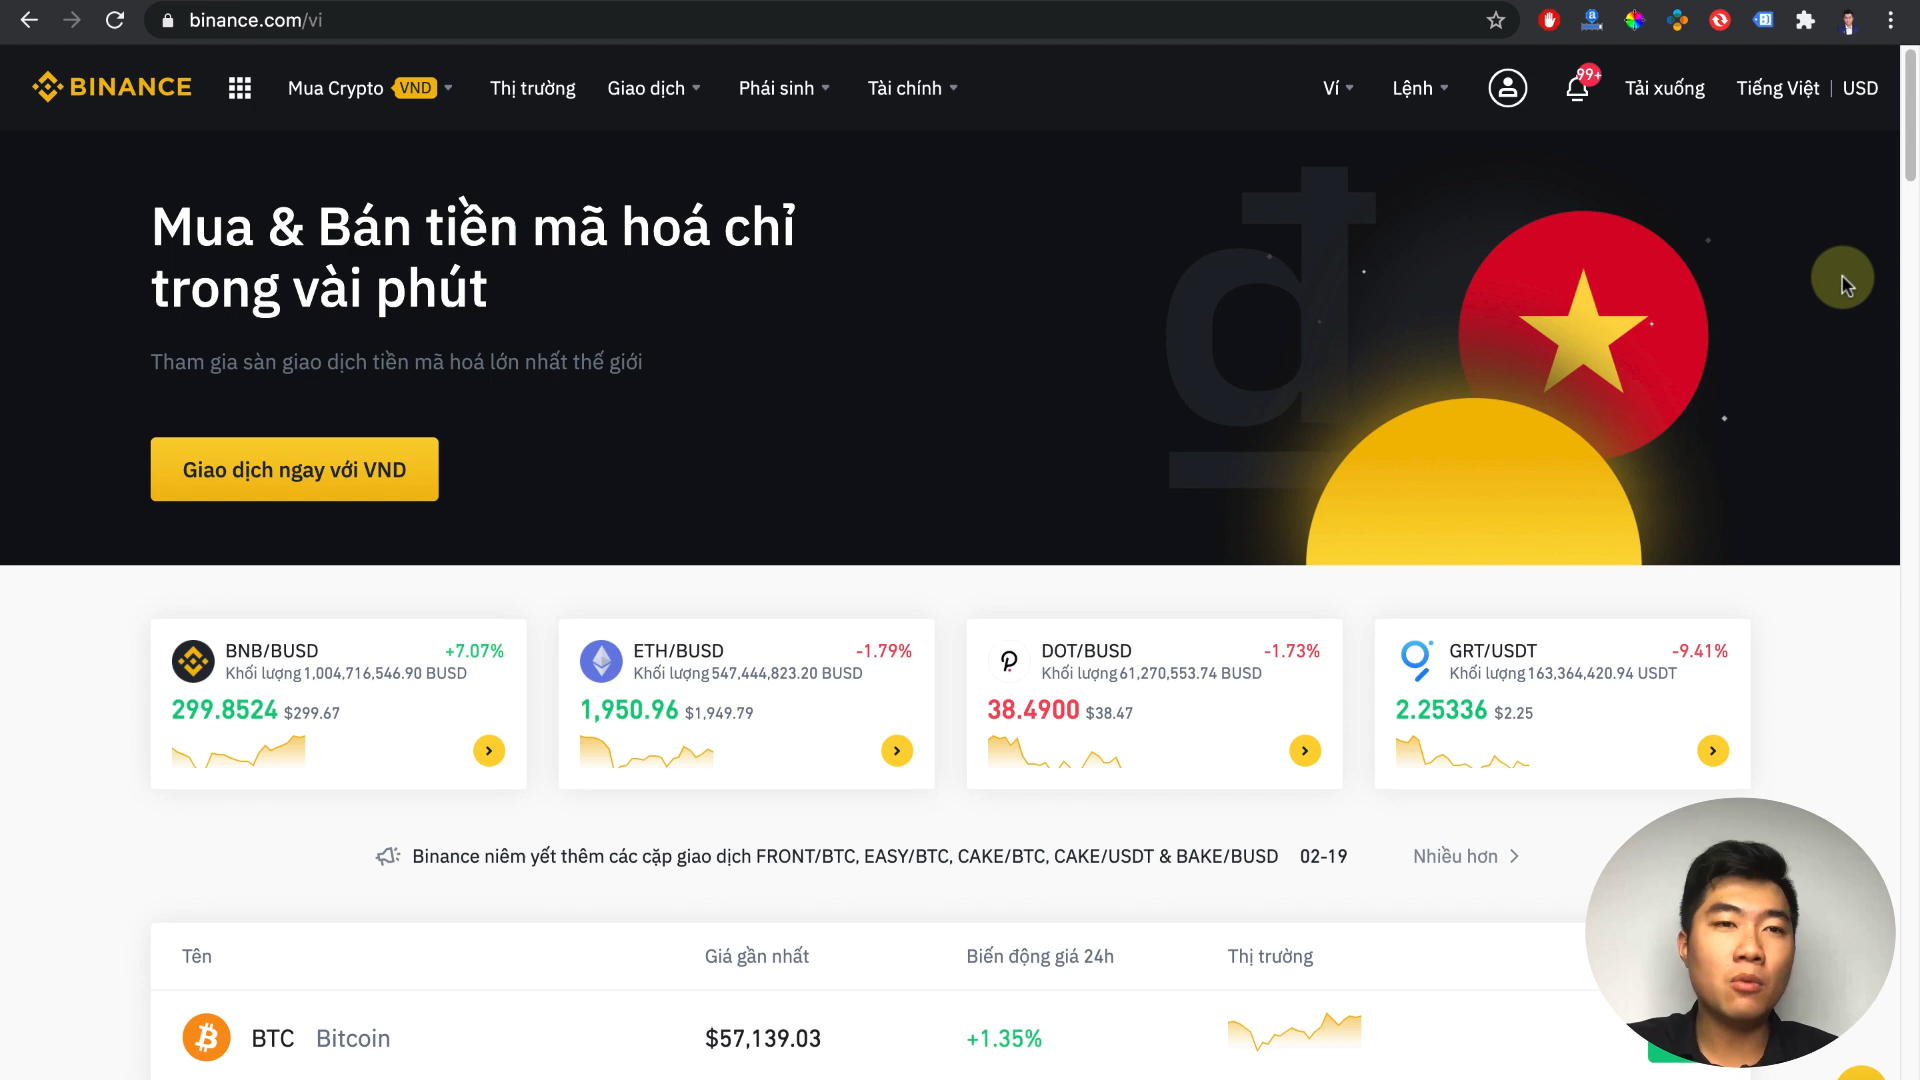 binance.com/vi
BINANCE
Mua Crypto VND
Thị trường
Giao dịch
Phái sinh
Tài chính
Ví
Lệnh
99+
Tải xuống
Tiếng Việt | USD
đ
Mua & Bán tiền mã hoá chỉ
trong vài phút
Tham gia sàn giao dịch tiền mã hoá lớn nhất thế giới
Giao dịch ngay với VND
BNB/BUSD +7.07%
Khối lượng 1,004,716,546.90 BUSD
299.8524 $299.67
ETH/BUSD -1.79%
Khối lượng 547,444,823.20 BUSD
1,950.96 $1,949.79
DOT/BUSD -1.73%
Khối lượng 61,270,553.74 BUSD
38.4900 $38.47
GRT/USDT -9.41%
Khối lượng 163,364,420.94 USDT
2.25336 $2.25
Binance niêm yết thêm các cặp giao dịch FRONT/BTC, EASY/BTC, CAKE/BTC, CAKE/USDT & BAKE/BUSD 02-19 Nhiều hơn
Tên Giá gần nhất Biến động giá 24h Thị trường
BTC Bitcoin $57,139.03 +1.35%